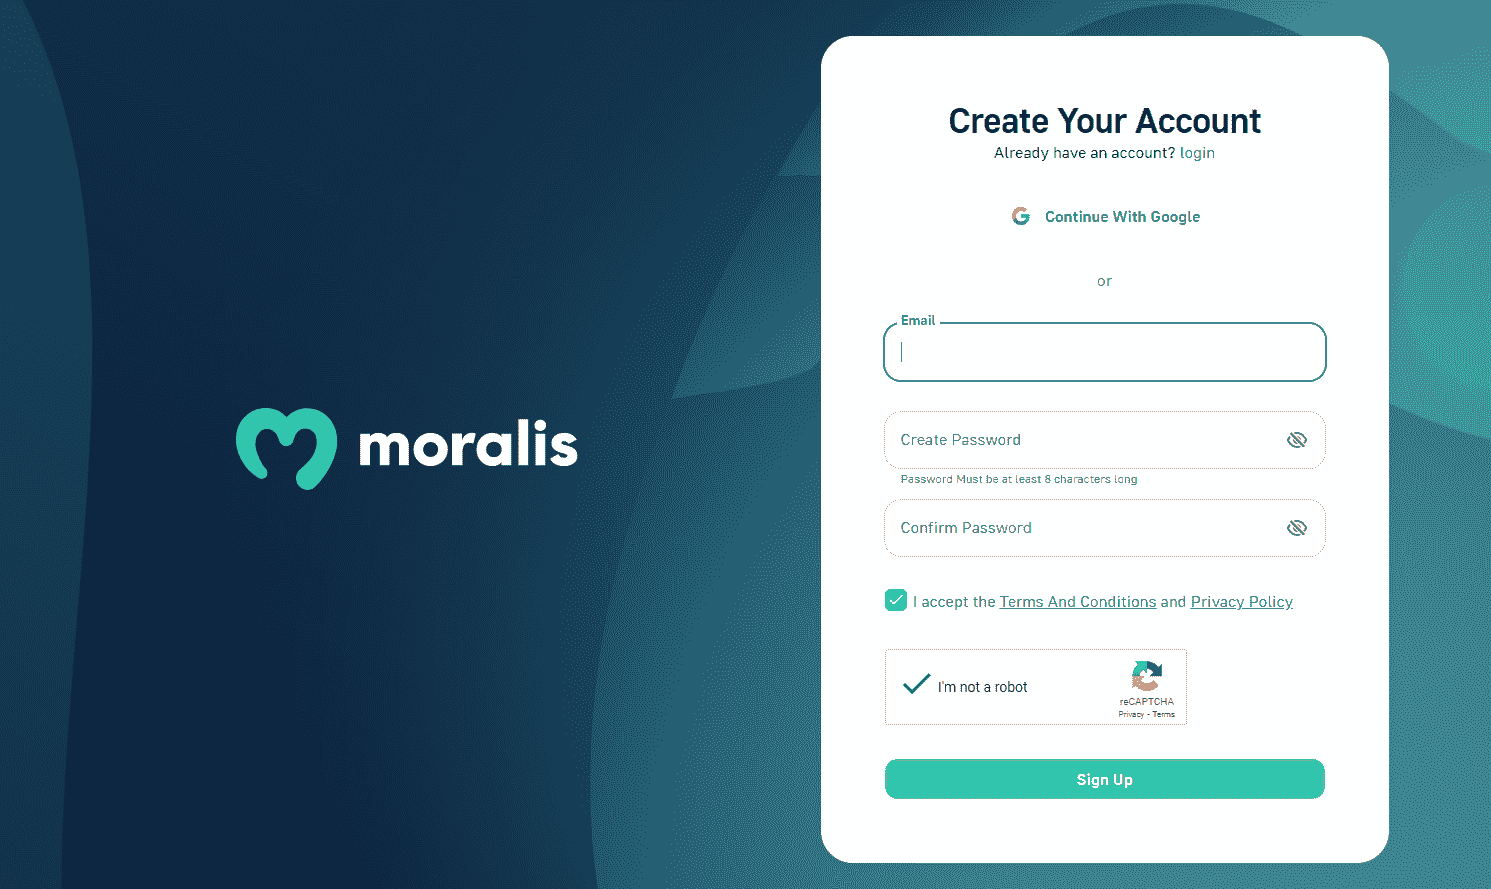 moralis
Create Your Account
Already have an account? login
Continue With Google
or
Email
Create Password
Password Must be at least 8 characters long
Confirm Password
I accept the Terms And Conditions and Privacy Policy
I'm not a robot
reCAPTCHA
Privacy - Terms
Sign Up